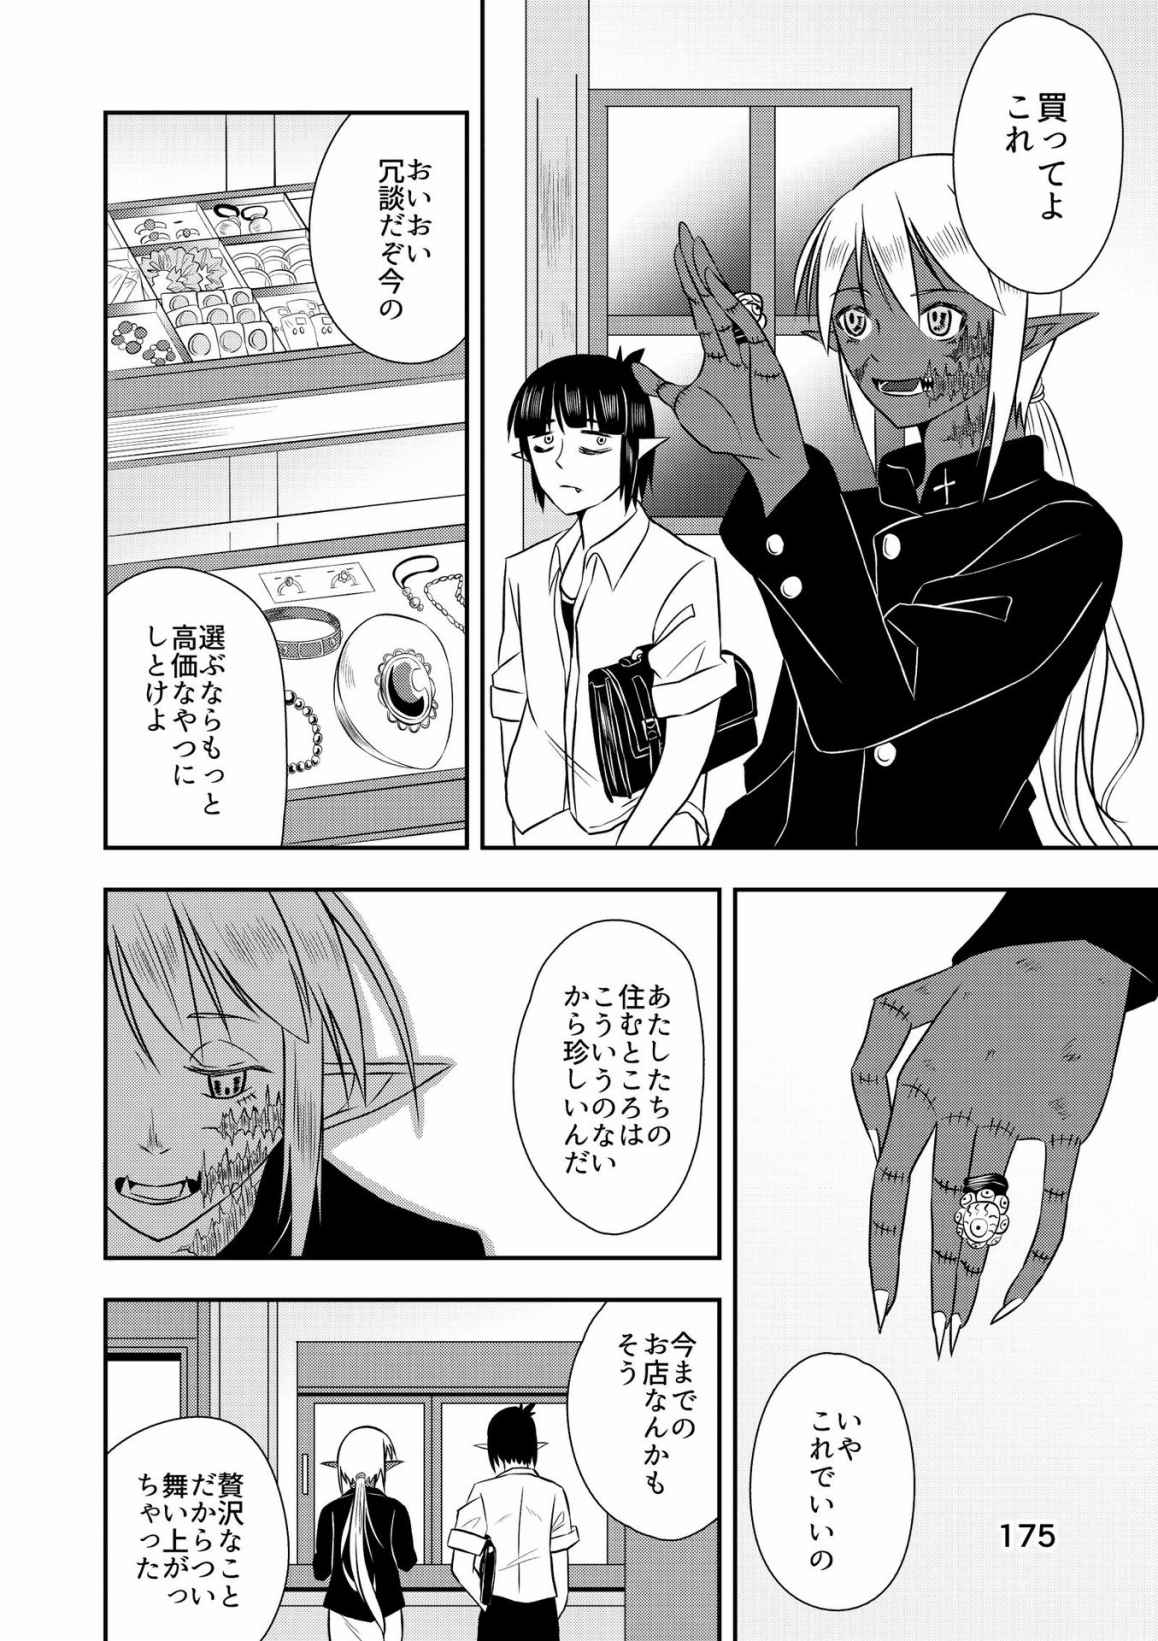 買ってよ
これ
おいおい
冗談だぞ今の
選ぶならもっと
高価なやつに
しとけよ
いや
これでいいの
あたしたちの
住むところは
こういうのない
から珍しいんだ
今までの
お店なんかも
そう
贅沢なこと
だからつい
舞い上がっ
ちゃった
175